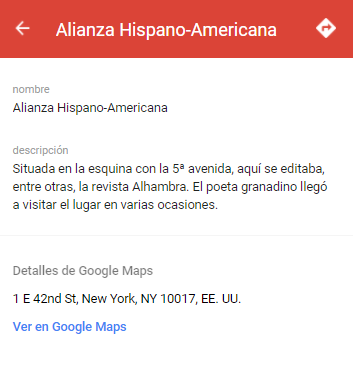 Alianza Hispano-Americana
nombre
Alianza Hispano-Americana
descripción
Situada en la esquina con la 5ª avenida, aquí se editaba,
entre otras, la revista Alhambra. El poeta granadino llegó
a visitar el lugar en varias ocasiones.
Detalles de Google Maps
1 E 42nd St, New York, NY 10017, EE. UU.
Ver en Google Maps